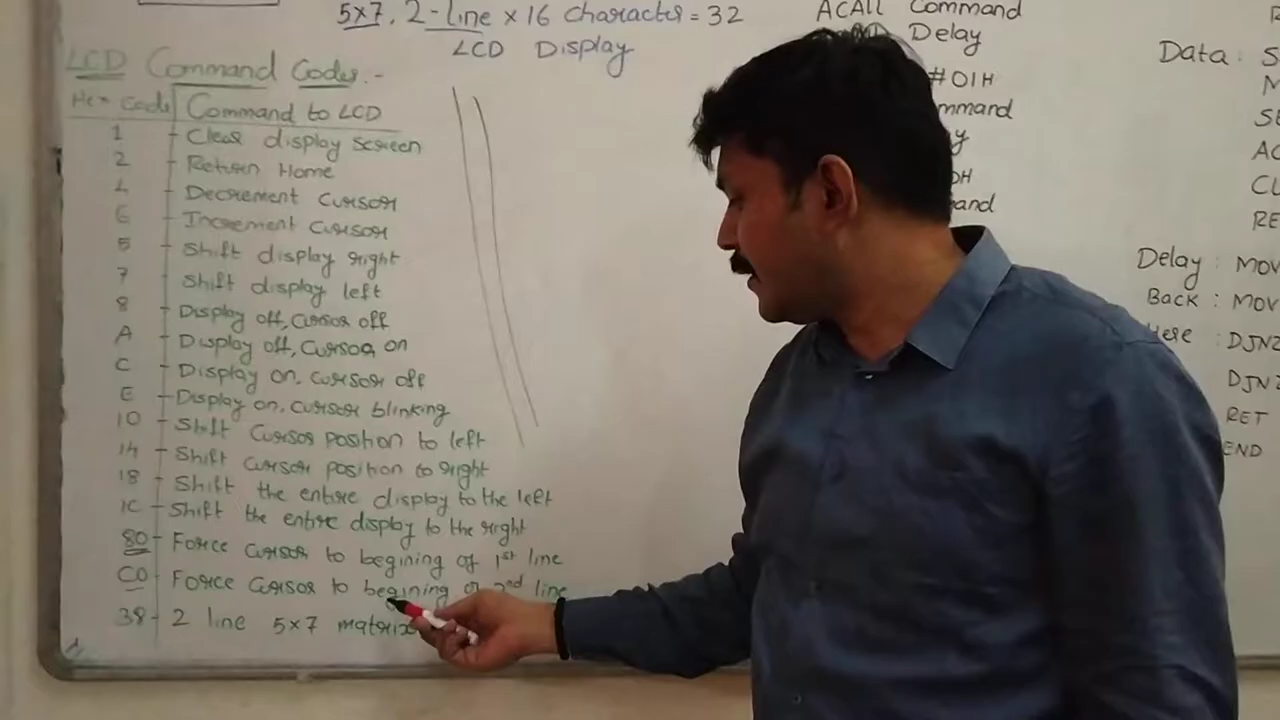 5x7, 2-line x 16 Character = 32
LCD Display
LCD Command Codes:-
Hex Code Command to LCD
1 - Clear display screen
2 - Return Home
4 - Decrement cursor
6 - Increment cursor
5 - Shift display right
7 Shift display left
8 - Display off, Cursor off
A - Display off, Cursor on
C - Display on, cursor off
E - Display on, cursor blinking
10 - Shift Cursor position to left
14 - Shift cursor position to right
18 - Shift the entire display to the left
1C - Shift the entire display to the right
80 - Force cursor to begining of 1st line
C0 - Force Cursor to begining of 2nd line
38 - 2 line 5x7 matrix
ACAll Command
Delay
#01H
mmand
y
0H
and
Data: S
M
SE
AC
CL
RE
Delay : MOV
Back : MOV
Here : DJNZ
DJNZ
RET
END